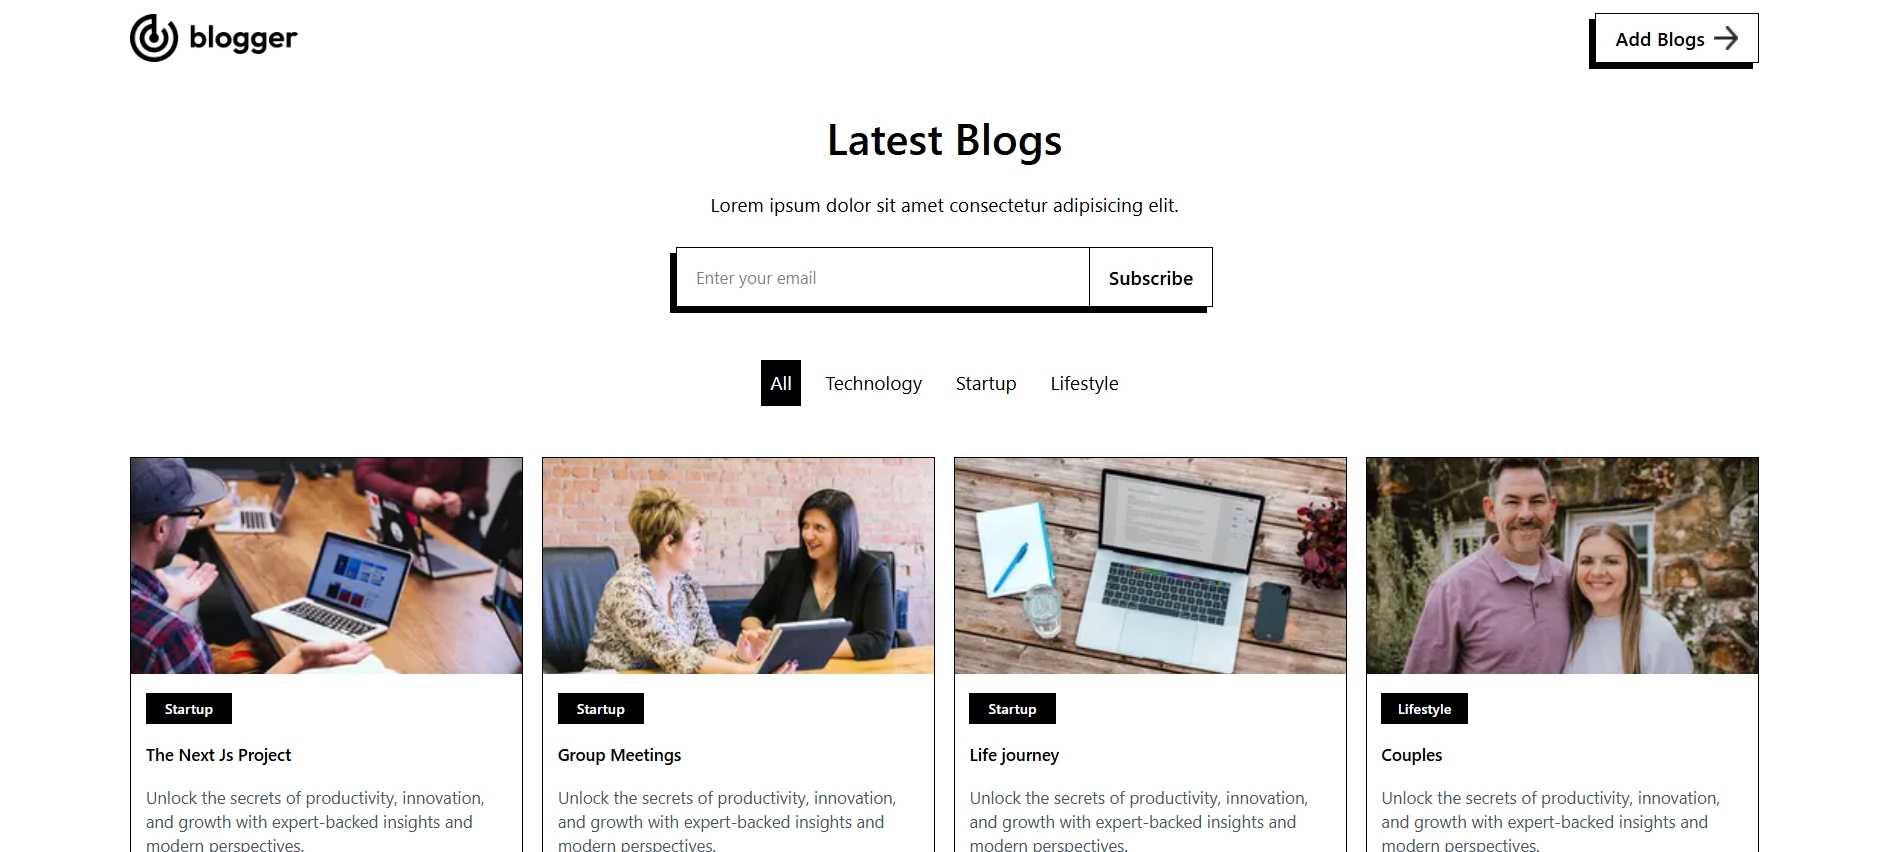 blogger
Add Blogs
Latest Blogs
Lorem ipsum dolor sit amet consectetur adipisicing elit.
Enter your email
Subscribe
All
Technology
Startup
Lifestyle
Startup
The Next Js Project
Unlock the secrets of productivity, innovation,
and growth with expert-backed insights and
modern perspectives.
Startup
Group Meetings
Unlock the secrets of productivity, innovation,
and growth with expert-backed insights and
modern perspectives.
Startup
Life journey
Unlock the secrets of productivity, innovation,
and growth with expert-backed insights and
modern perspectives.
Lifestyle
Couples
Unlock the secrets of productivity, innovation,
and growth with expert-backed insights and
modern perspectives.